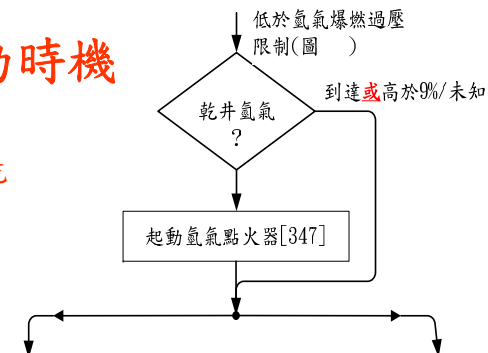 低於氫氣爆燃過壓
限制(圖　)
時機
到達或高於9%/未知
乾井氫氣
?
起動氫氣點火器[347]